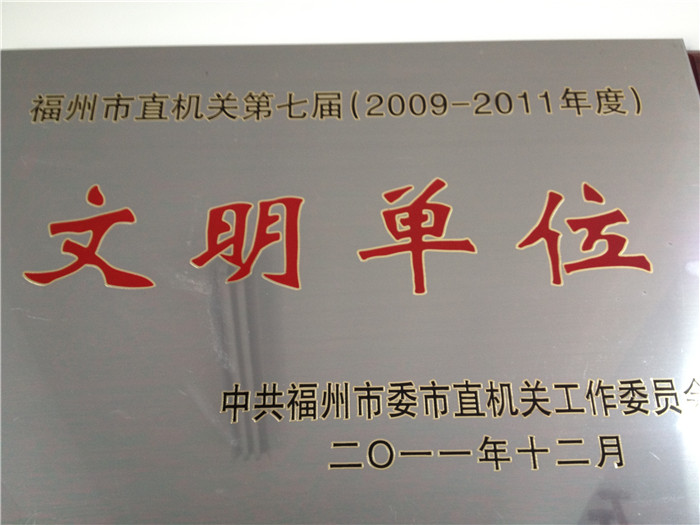 福州市直机关第七届(2009-2011年度)
文明单位
中共福州市委市直机关工作委员会
二〇一一年十二月